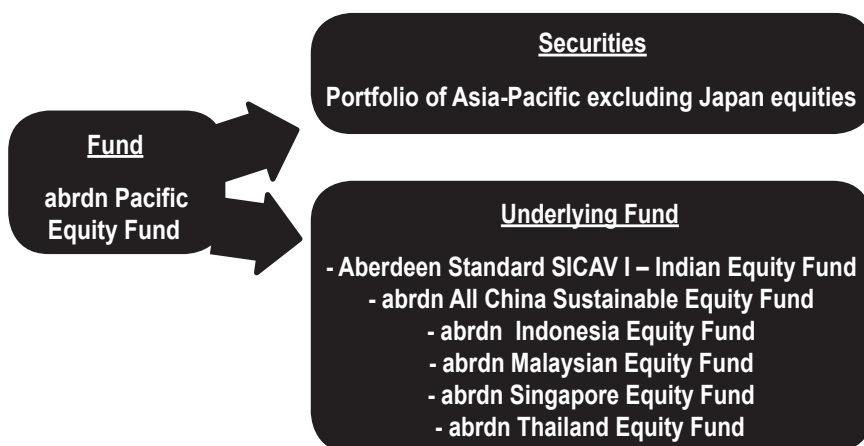 Securities
Portfolio of Asia-Pacific excluding Japan equities
Fund
abrdn Pacific
Equity Fund
Underlying Fund
- Aberdeen Standard SICAV I – Indian Equity Fund
- abrdn All China Sustainable Equity Fund
- abrdn  Indonesia Equity Fund
- abrdn Malaysian Equity Fund
- abrdn Singapore Equity Fund
- abrdn Thailand Equity Fund